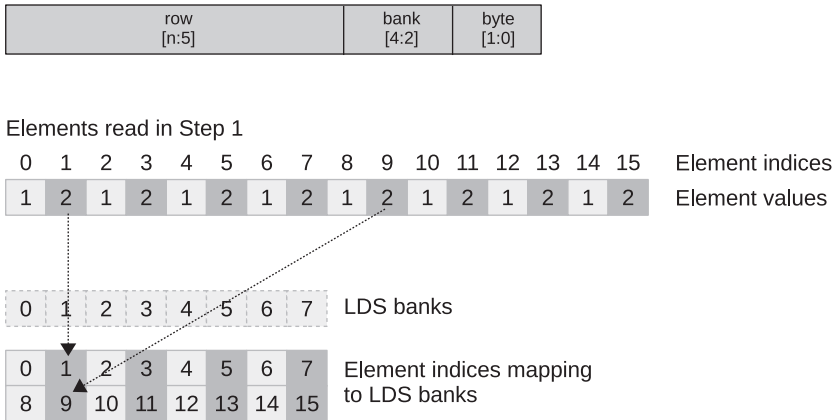 row bank byte
[n:5] [4:2] [1:0]
Elements read in Step 1
0 1 2 3 4 5 6 7 8 9 10 11 12 13 14 15 Element indices
1 2 1 2 1 2 1 2 1 2 1 2 1 2 1 2 Element values
0 1 2 3 4 5 6 7 LDS banks
0 1 2 3 4 5 6 7 Element indices mapping
8 9 10 11 12 13 14 15 to LDS banks